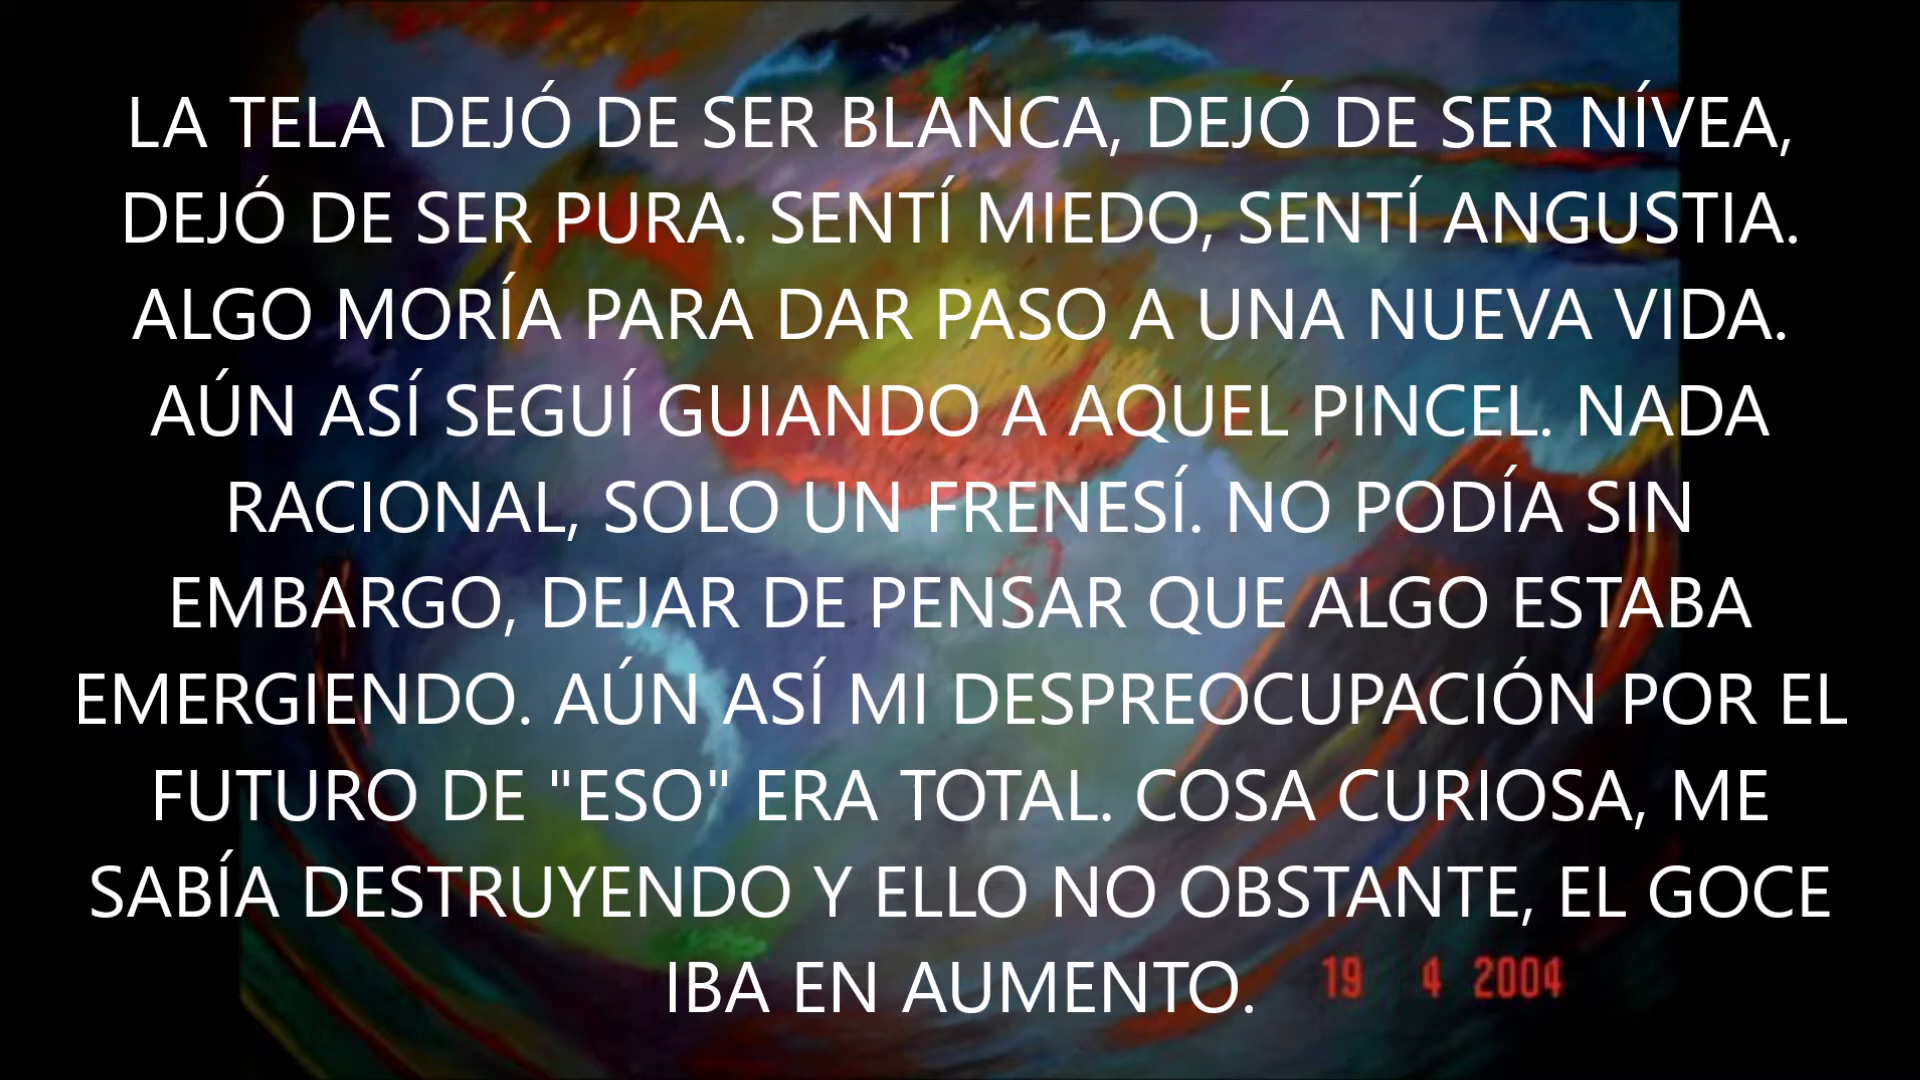 LA TELA DEJÓ DE SER BLANCA, DEJÓ DE SER NÍVEA,
DEJÓ DE SER PURA. SENTÍ MIEDO, SENTÍ ANGUSTIA.
ALGO MORÍA PARA DAR PASO A UNA NUEVA VIDA.
AÚN ASÍ SEGUÍ GUIANDO A AQUEL PINCEL. NADA
RACIONAL, SOLO UN FRENESÍ. NO PODÍA SIN
EMBARGO, DEJAR DE PENSAR QUE ALGO ESTABA
EMERGIENDO. AÚN ASÍ MI DESPREOCUPACIÓN POR EL
FUTURO DE "ESO" ERA TOTAL. COSA CURIOSA, ME
SABÍA DESTRUYENDO Y ELLO NO OBSTANTE, EL GOCE
IBA EN AUMENTO.
19 4 2004